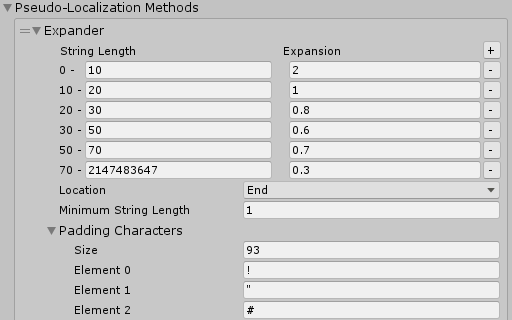 Pseudo-Localization Methods
Expander
String Length Expansion +
0 - 10 2 -
10 - 20 1 -
20 - 30 0.8 -
30 - 50 0.6 -
50 - 70 0.7 -
70 - 2147483647 0.3 -
Location End
Minimum String Length 1
Padding Characters
Size 93
Element 0 !
Element 1 "
Element 2 #